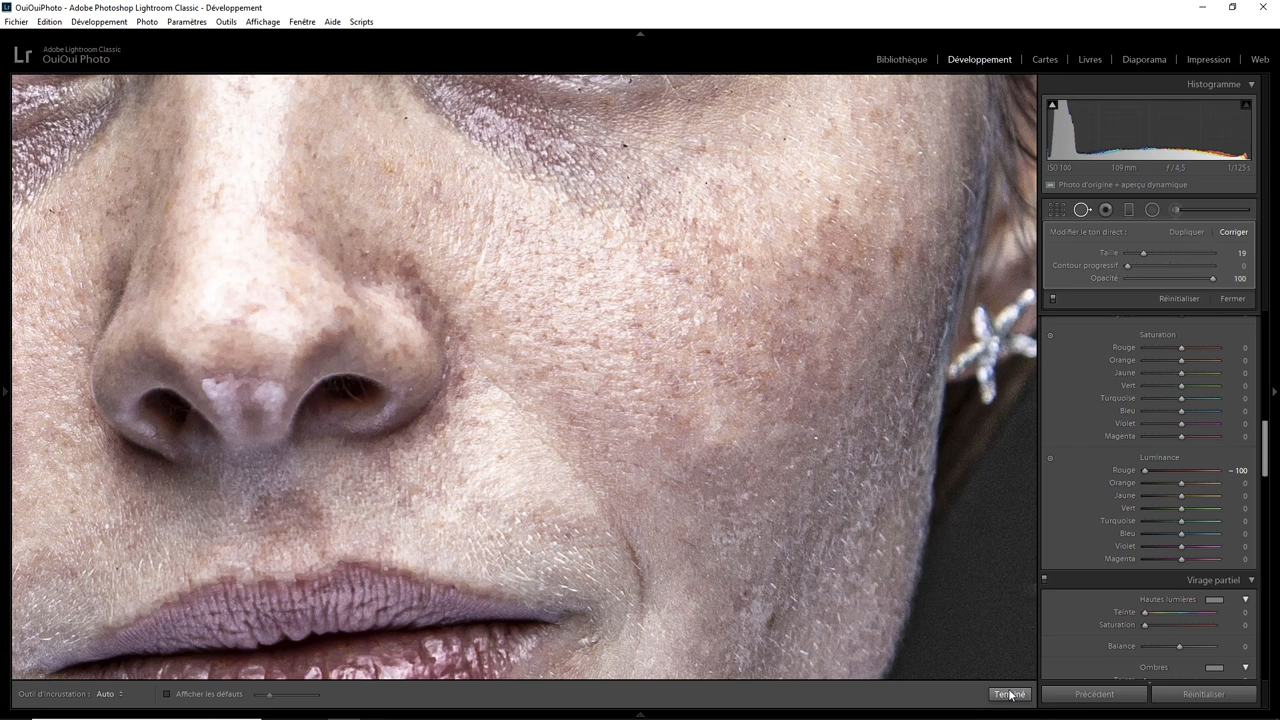 OuiOuiPhoto - Adobe Photoshop Lightroom Classic - Développement
Fichier Edition Développement Photo Paramètres Outils Affichage Fenêtre Aide Scripts
Lr Adobe Lightroom Classic
OuiOui Photo
Bibliothèque | Développement | Cartes | Livres | Diaporama | Impression | Web
Histogramme
ISO 100 109 mm ƒ / 4,5 1/125 s
Photo d'origine + aperçu dynamique
Modifier le ton direct : Dupliquer Corriger
Taille 19
Contour progressif 0
Opacité 100
Réinitialiser Fermer
Saturation
Rouge 0
Orange 0
Jaune 0
Vert 0
Turquoise 0
Bleu 0
Violet 0
Magenta 0
Luminance
Rouge - 100
Orange 0
Jaune 0
Vert 0
Turquoise 0
Bleu 0
Violet 0
Magenta 0
Virage partiel
Hautes lumières
Teinte 0
Saturation 0
Balance 0
Ombres
Outil d'incrustation : Auto Afficher les défauts Terminé
Précédent Réinitialiser